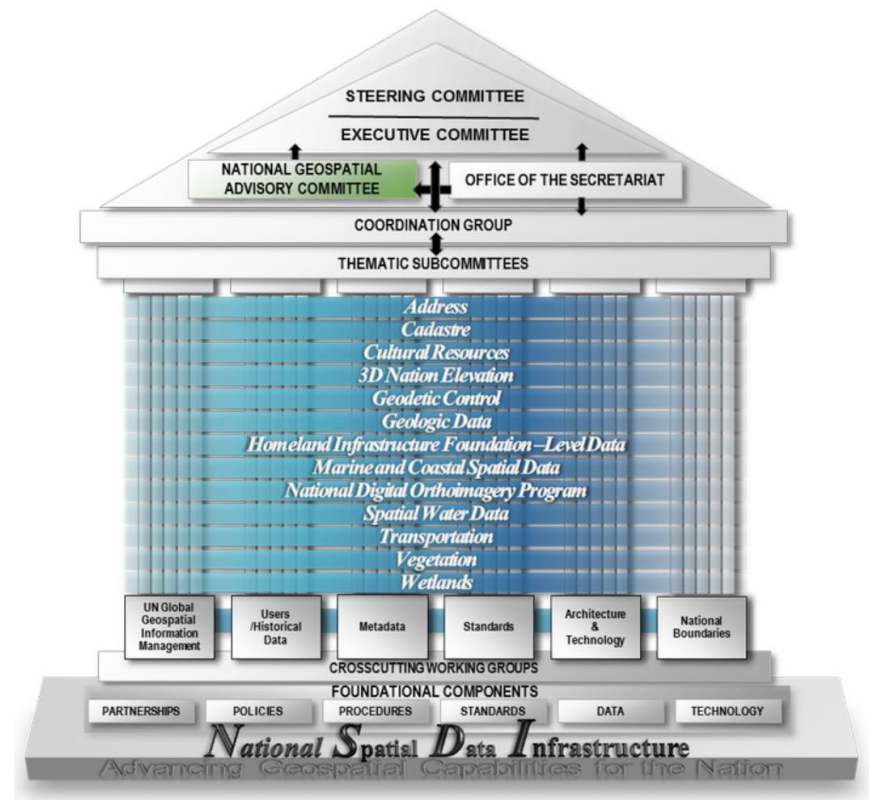 STEERING COMMITTEE
EXECUTIVE COMMITTEE
NATIONAL GEOSPATIAL
ADVISORY COMMITTEE
OFFICE OF THE SECRETARIAT
COORDINATION GROUP
THEMATIC SUBCOMMITTEES
Address
Cadastre
Cultural Resources
3D Nation Elevation
Geodetic Control
Geologic Data
Homeland Infrastructure Foundation–Level Data
Marine and Coastal Spatial Data
National Digital Orthoimagery Program
Spatial Water Data
Transportation
Vegetation
Wetlands
UN Global
Geospatial
Information
Management
Users
/Historical
Data
Metadata
Standards
Architecture
&
Technology
National
Boundaries
CROSSCUTTING WORKING GROUPS
FOUNDATIONAL COMPONENTS
PARTNERSHIPS
POLICIES
PROCEDURES
STANDARDS
DATA
TECHNOLOGY
National Spatial Data Infrastructure
Advancing Geospatial Capabilities for the Nation